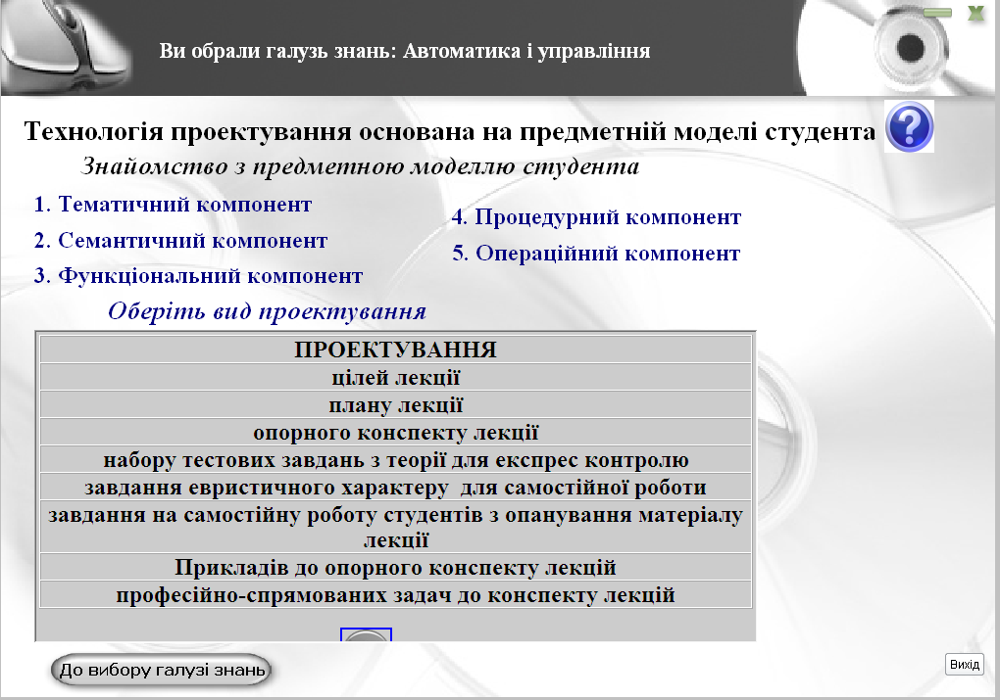 Ви обрали галузь знань: Автоматика і управління
Технологія проектування основана на предметній моделі студента
Знайомство з предметною моделлю студента
1. Тематичний компонент
2. Семантичний компонент
3. Функціональний компонент
4. Процедурний компонент
5. Операційний компонент
Оберіть вид проектування
ПРОЕКТУВАННЯ
цілей лекції
плану лекції
опорного конспекту лекції
набору тестових завдань з теорії для експрес контролю
завдання евристичного характеру для самостійної роботи
завдання на самостійну роботу студентів з опанування матеріалу
лекції
Прикладів до опорного конспекту лекцій
професійно-спрямованих задач до конспекту лекцій
До вибору галузі знань
Вихід